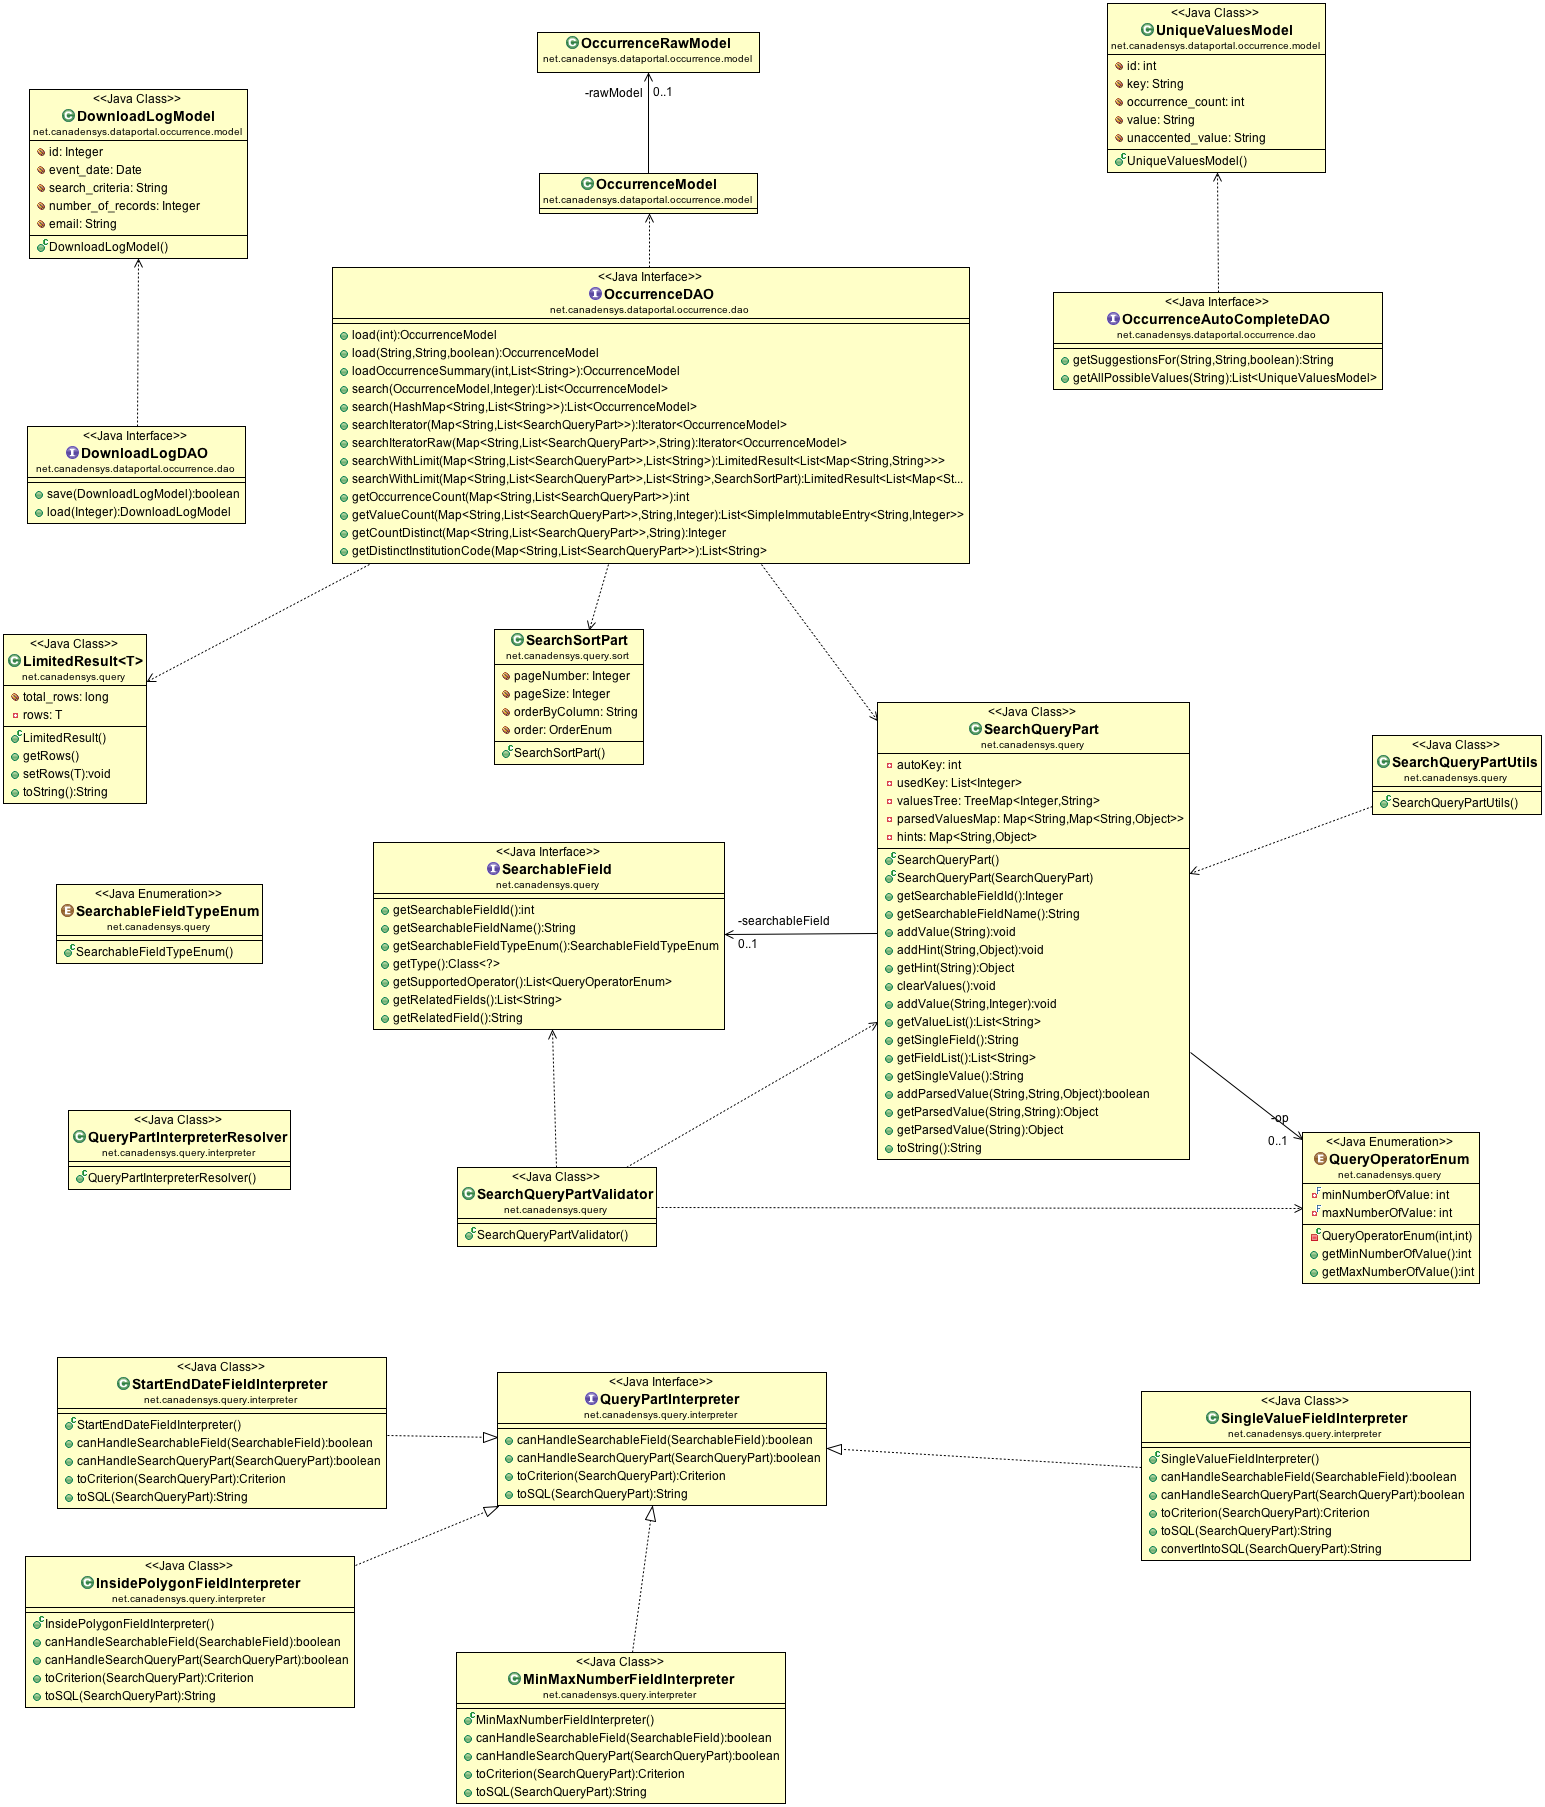 <<Java Class>>
UniqueValuesModel
net.canadensys.dataportal.occurrence.model
id: int
key: String
occurrence_count: int
value: String
unaccented_value: String
UniqueValuesModel()
OccurrenceRawModel
net.canadensys.dataportal.occurrence.model
-rawModel 0..1
<<Java Class>>
DownloadLogModel
net.canadensys.dataportal.occurrence.model
id: Integer
event_date: Date
search_criteria: String
number_of_records: Integer
email: String
DownloadLogModel()
OccurrenceModel
net.canadensys.dataportal.occurrence.model
<<Java Interface>>
OccurrenceDAO
net.canadensys.dataportal.occurrence.dao
load(int):OccurrenceModel
load(String,String,boolean):OccurrenceModel
loadOccurrenceSummary(int,List<String>):OccurrenceModel
search(OccurrenceModel,Integer):List<OccurrenceModel>
search(HashMap<String,List<String>>):List<OccurrenceModel>
searchIterator(Map<String,List<SearchQueryPart>>):Iterator<OccurrenceModel>
searchIteratorRaw(Map<String,List<SearchQueryPart>>,String):Iterator<OccurrenceModel>
searchWithLimit(Map<String,List<SearchQueryPart>>,List<String>):LimitedResult<List<Map<String,String>>>
searchWithLimit(Map<String,List<SearchQueryPart>>,List<String>,SearchSortPart):LimitedResult<List<Map<St...
getOccurrenceCount(Map<String,List<SearchQueryPart>>):int
getValueCount(Map<String,List<SearchQueryPart>>,String,Integer):List<SimpleImmutableEntry<String,Integer>>
getCountDistinct(Map<String,List<SearchQueryPart>>,String):Integer
getDistinctInstitutionCode(Map<String,List<SearchQueryPart>>):List<String>
<<Java Interface>>
OccurrenceAutoCompleteDAO
net.canadensys.dataportal.occurrence.dao
getSuggestionsFor(String,String,boolean):String
getAllPossibleValues(String):List<UniqueValuesModel>
<<Java Interface>>
DownloadLogDAO
net.canadensys.dataportal.occurrence.dao
save(DownloadLogModel):boolean
load(Integer):DownloadLogModel
<<Java Class>>
LimitedResult<T>
net.canadensys.query
total_rows: long
rows: T
LimitedResult()
getRows()
setRows(T):void
toString():String
SearchSortPart
net.canadensys.query.sort
pageNumber: Integer
pageSize: Integer
orderByColumn: String
order: OrderEnum
SearchSortPart()
<<Java Class>>
SearchQueryPart
net.canadensys.query
autoKey: int
usedKey: List<Integer>
valuesTree: TreeMap<Integer,String>
parsedValuesMap: Map<String,Map<String,Object>>
hints: Map<String,Object>
SearchQueryPart()
SearchQueryPart(SearchQueryPart)
getSearchableFieldId():Integer
getSearchableFieldName():String
addValue(String):void
addHint(String,Object):void
getHint(String):Object
clearValues():void
addValue(String,Integer):void
getValueList():List<String>
getSingleField():String
getFieldList():List<String>
getSingleValue():String
addParsedValue(String,String,Object):boolean
getParsedValue(String,String):Object
getParsedValue(String):Object
toString():String
<<Java Class>>
SearchQueryPartUtils
net.canadensys.query
SearchQueryPartUtils()
<<Java Interface>>
SearchableField
net.canadensys.query
getSearchableFieldId():int
getSearchableFieldName():String
getSearchableFieldTypeEnum():SearchableFieldTypeEnum
getType():Class<?>
getSupportedOperator():List<QueryOperatorEnum>
getRelatedFields():List<String>
getRelatedField():String
-searchableField
0..1
<<Java Enumeration>>
SearchableFieldTypeEnum
net.canadensys.query
SearchableFieldTypeEnum()
<<Java Class>>
QueryPartInterpreterResolver
net.canadensys.query.interpreter
QueryPartInterpreterResolver()
<<Java Class>>
SearchQueryPartValidator
net.canadensys.query
SearchQueryPartValidator()
-op
0..1
<<Java Enumeration>>
QueryOperatorEnum
net.canadensys.query
minNumberOfValue: int
maxNumberOfValue: int
QueryOperatorEnum(int,int)
getMinNumberOfValue():int
getMaxNumberOfValue():int
<<Java Class>>
StartEndDateFieldInterpreter
net.canadensys.query.interpreter
StartEndDateFieldInterpreter()
canHandleSearchableField(SearchableField):boolean
canHandleSearchQueryPart(SearchQueryPart):boolean
toCriterion(SearchQueryPart):Criterion
toSQL(SearchQueryPart):String
<<Java Interface>>
QueryPartInterpreter
net.canadensys.query.interpreter
canHandleSearchableField(SearchableField):boolean
canHandleSearchQueryPart(SearchQueryPart):boolean
toCriterion(SearchQueryPart):Criterion
toSQL(SearchQueryPart):String
<<Java Class>>
SingleValueFieldInterpreter
net.canadensys.query.interpreter
SingleValueFieldInterpreter()
canHandleSearchableField(SearchableField):boolean
canHandleSearchQueryPart(SearchQueryPart):boolean
toCriterion(SearchQueryPart):Criterion
toSQL(SearchQueryPart):String
convertIntoSQL(SearchQueryPart):String
<<Java Class>>
InsidePolygonFieldInterpreter
net.canadensys.query.interpreter
InsidePolygonFieldInterpreter()
canHandleSearchableField(SearchableField):boolean
canHandleSearchQueryPart(SearchQueryPart):boolean
toCriterion(SearchQueryPart):Criterion
toSQL(SearchQueryPart):String
<<Java Class>>
MinMaxNumberFieldInterpreter
net.canadensys.query.interpreter
MinMaxNumberFieldInterpreter()
canHandleSearchableField(SearchableField):boolean
canHandleSearchQueryPart(SearchQueryPart):boolean
toCriterion(SearchQueryPart):Criterion
toSQL(SearchQueryPart):String